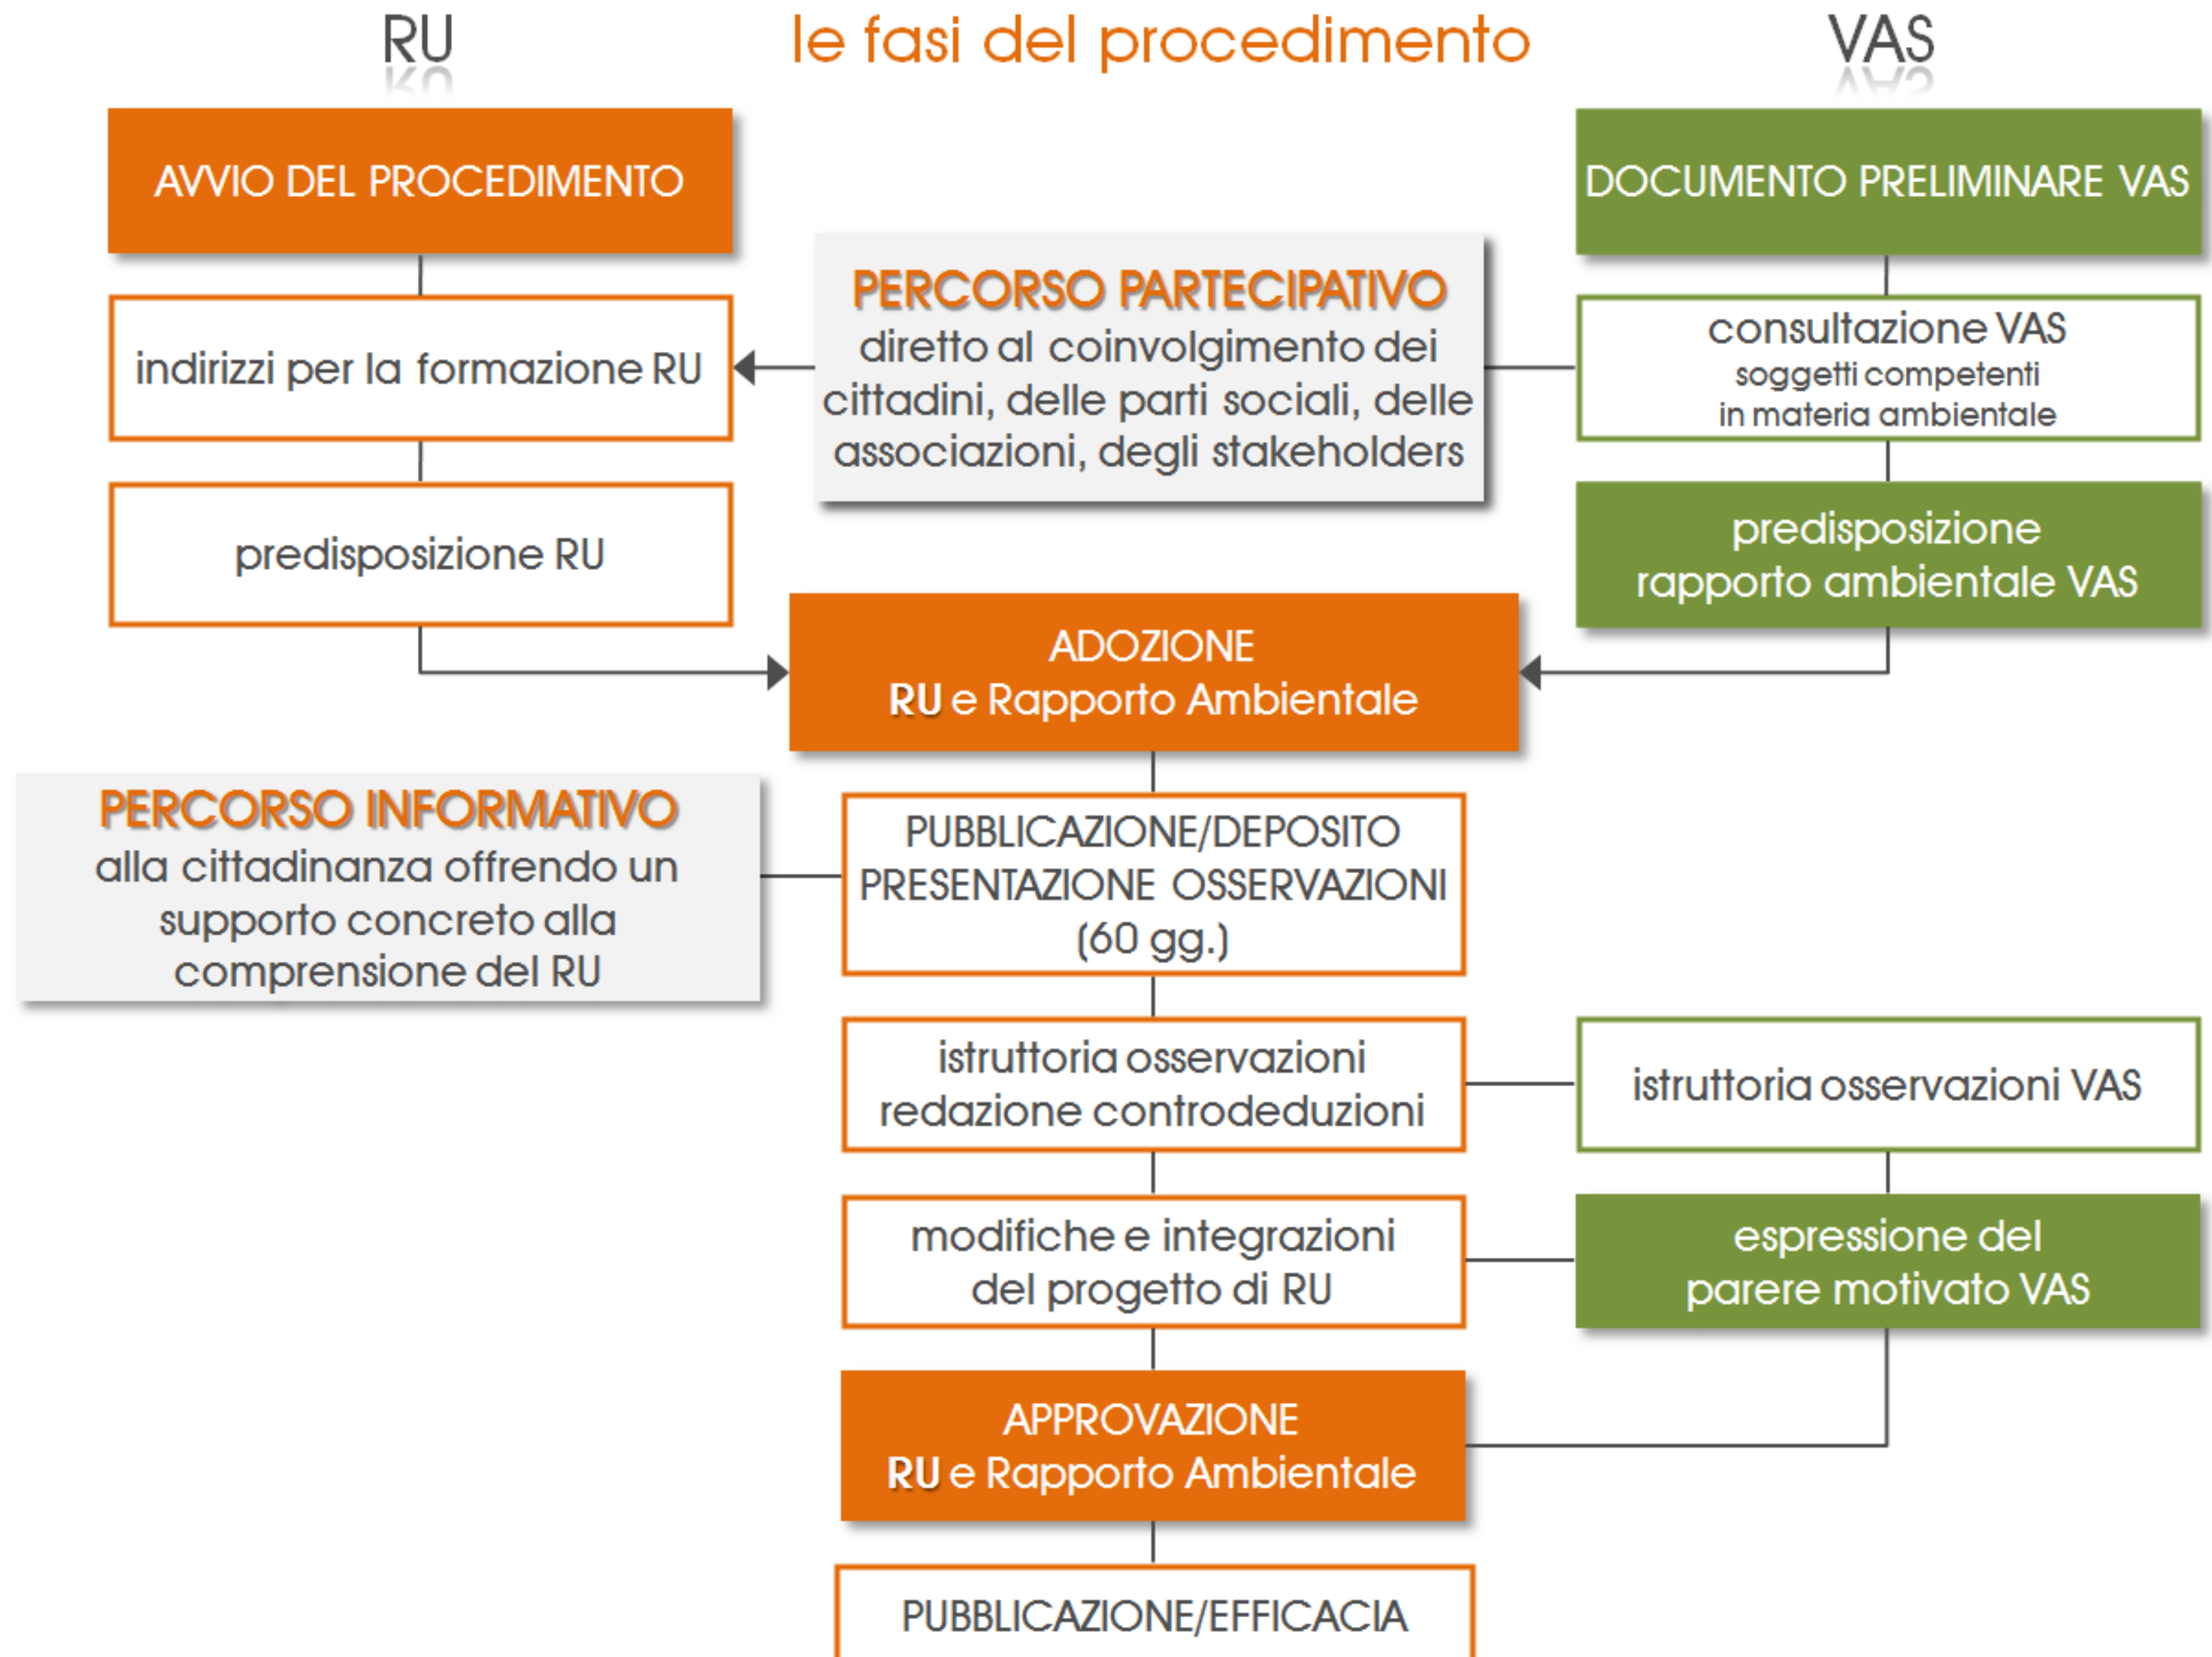 RU
le fasi del procedimento
VAS
AVVIO DEL PROCEDIMENTO
DOCUMENTO PRELIMINARE VAS
PERCORSO PARTECIPATIVO
diretto al coinvolgimento dei
cittadini, delle parti sociali, delle
associazioni, degli stakeholders
indirizzi per la formazione RU
consultazione VAS
soggetti competenti
in materia ambientale
predisposizione RU
predisposizione
rapporto ambientale VAS
ADOZIONE
RU e Rapporto Ambientale
PERCORSO INFORMATIVO
alla cittadinanza offrendo un
supporto concreto alla
comprensione del RU
PUBBLICAZIONE/DEPOSITO
PRESENTAZIONE OSSERVAZIONI
(60 gg.)
istruttoria osservazioni
redazione controdeduzioni
istruttoria osservazioni VAS
modifiche e integrazioni
del progetto di RU
espressione del
parere motivato VAS
APPROVAZIONE
RU e Rapporto Ambientale
PUBBLICAZIONE/EFFICACIA